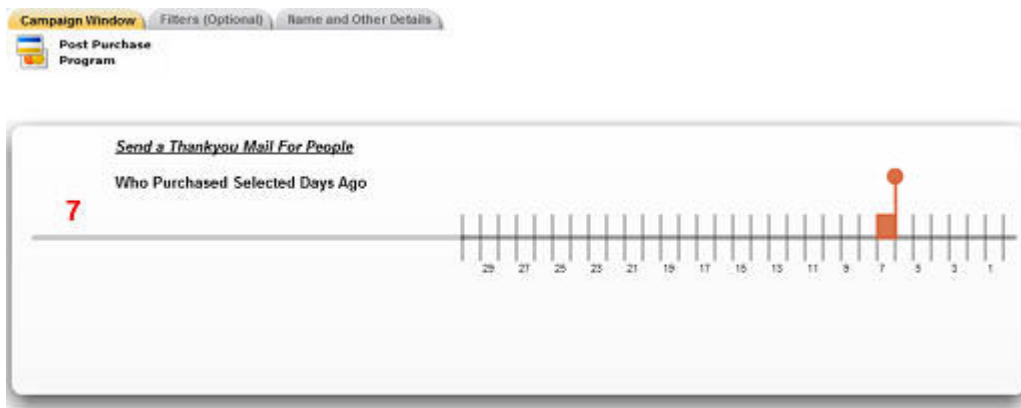 Campaign Window Filters (Optional) Name and Other Details
Post Purchase
Program
Send a Thankyou Mail For People
Who Purchased Selected Days Ago
7
29 27 25 23 21 19 17 15 13 11 9 7 5 3 1